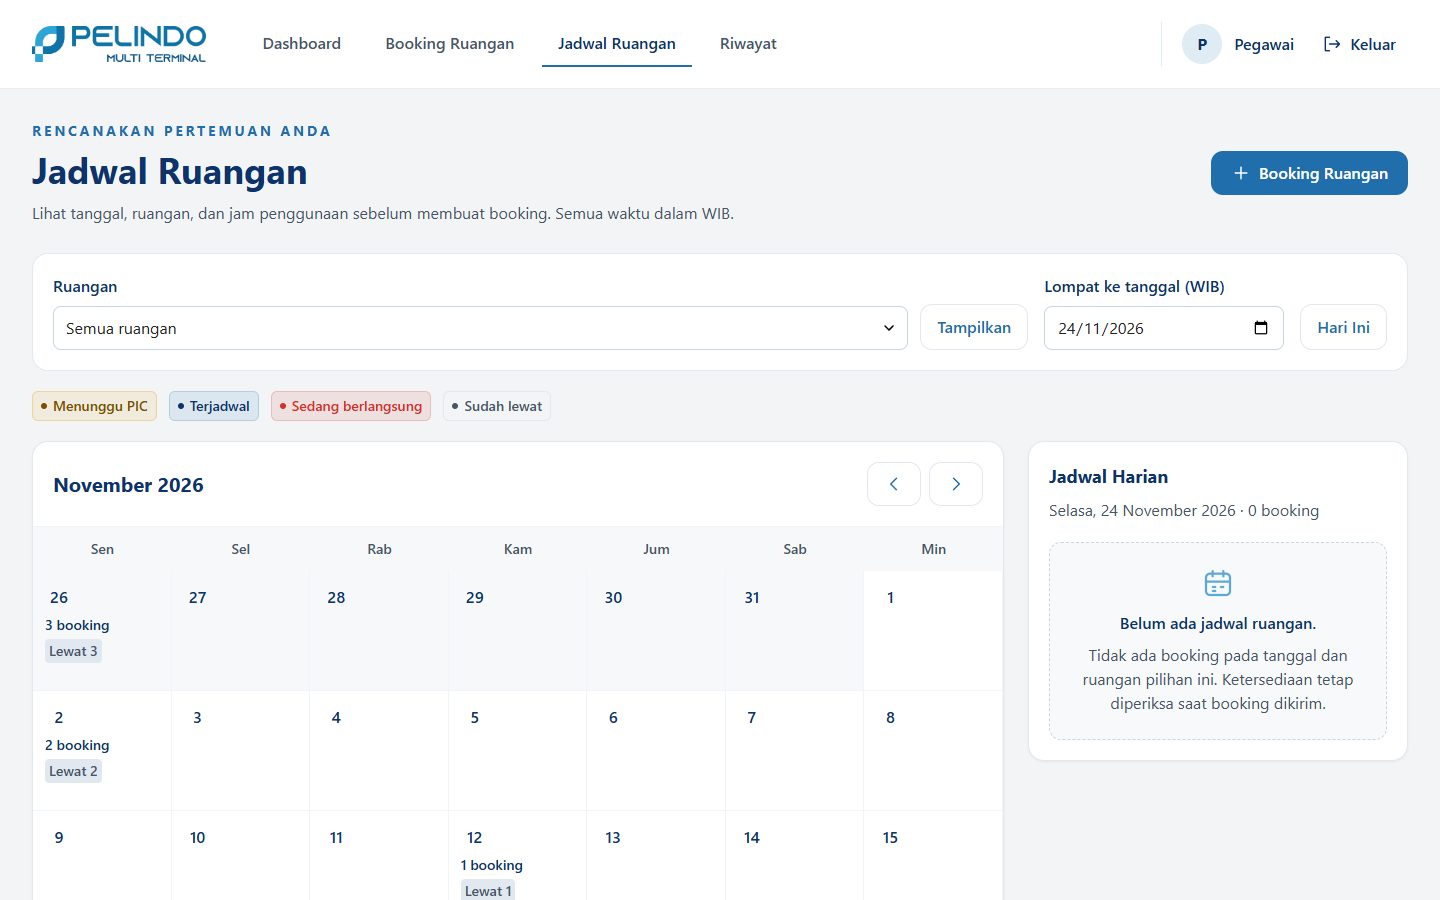 PELINDO
MULTI TERMINAL
Dashboard
Booking Ruangan
Jadwal Ruangan
Riwayat
P
Pegawai
Keluar
RENCANAKAN PERTEMUAN ANDA
Jadwal Ruangan
Booking Ruangan
Lihat tanggal, ruangan, dan jam penggunaan sebelum membuat booking. Semua waktu dalam WIB.
Ruangan
Semua ruangan
Tampilkan
Lompat ke tanggal (WIB)
24/11/2026
Hari Ini
Menunggu PIC
Terjadwal
Sedang berlangsung
Sudah lewat
November 2026
Sen Sel Rab Kam Jum Sab Min
26 27 28 29 30 31 1
3 booking
Lewat 3
2 3 4 5 6 7 8
2 booking
Lewat 2
9 10 11 12 13 14 15
1 booking
Lewat 1
Jadwal Harian
Selasa, 24 November 2026 · 0 booking
Belum ada jadwal ruangan.
Tidak ada booking pada tanggal dan
ruangan pilihan ini. Ketersediaan tetap
diperiksa saat booking dikirim.